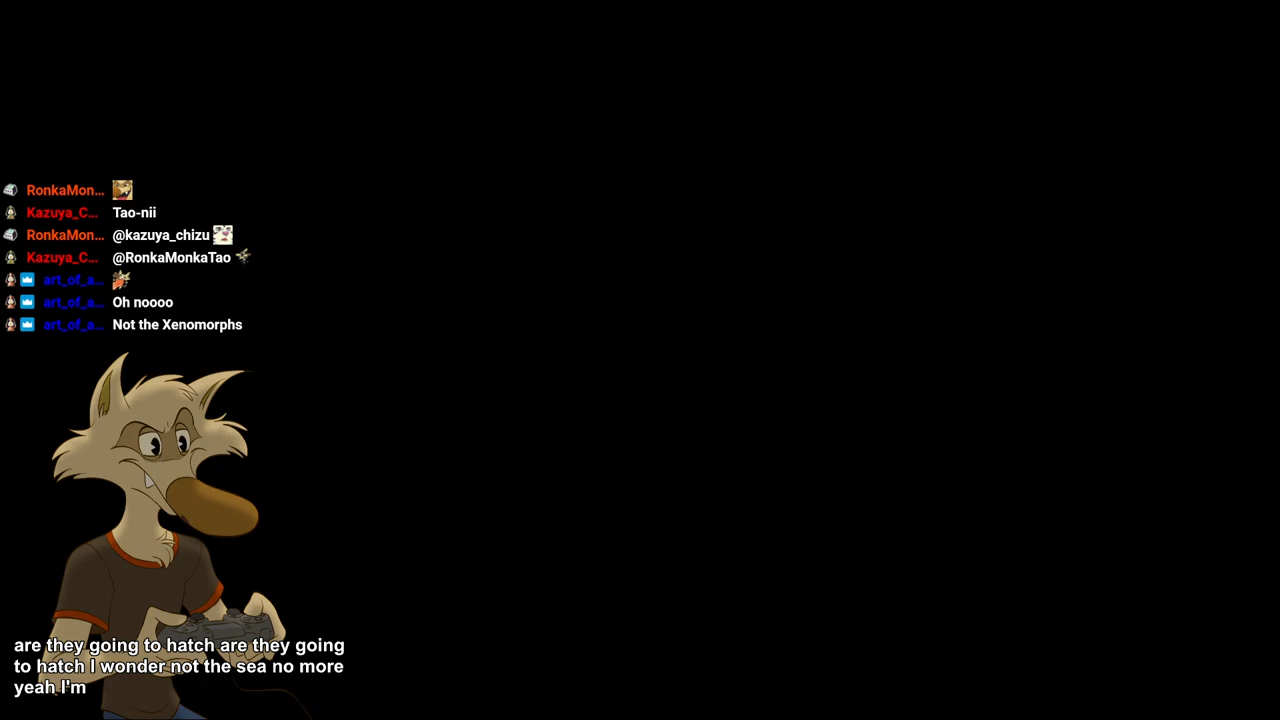 RonkaMon...
Kazuya_C... Tao-nii
RonkaMon... @kazuya_chizu
Kazuya_C... @RonkaMonkaTao
art_of_a...
art_of_a... Oh noooo
art_of_a... Not the Xenomorphs
are they going to hatch are they going
to hatch I wonder not the sea no more
yeah I'm